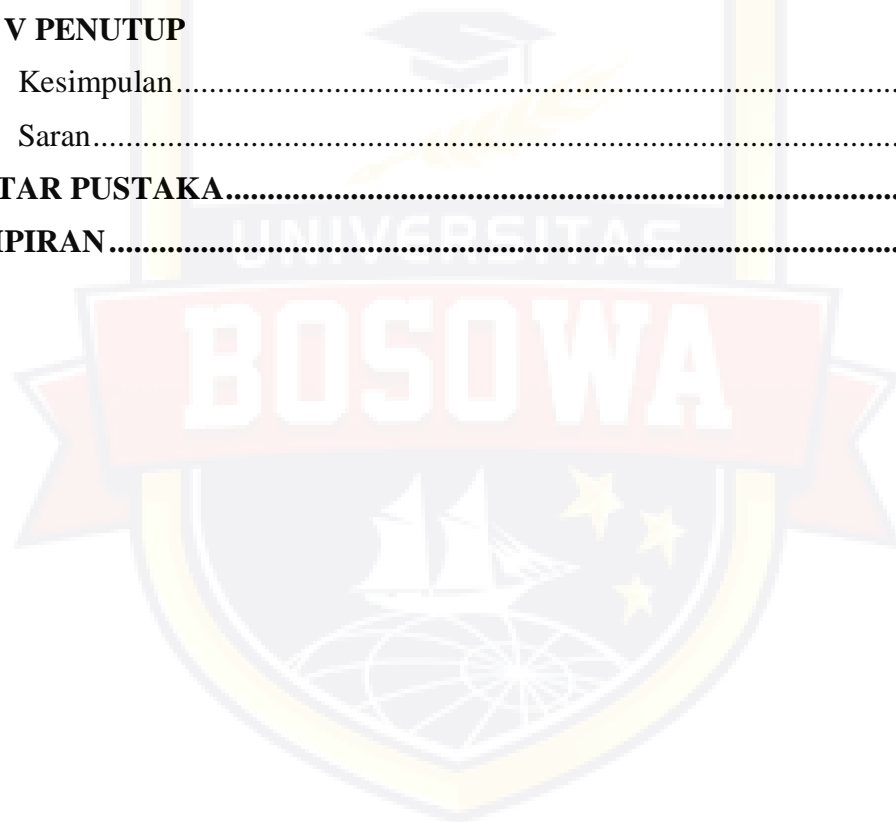 V PENUTUP
Kesimpulan....................................................................................................
Saran..............................................................................................................
TAR PUSTAKA............................................................................................
IPIRAN..........................................................................................................
UNIVERSITAS
BOSOWA